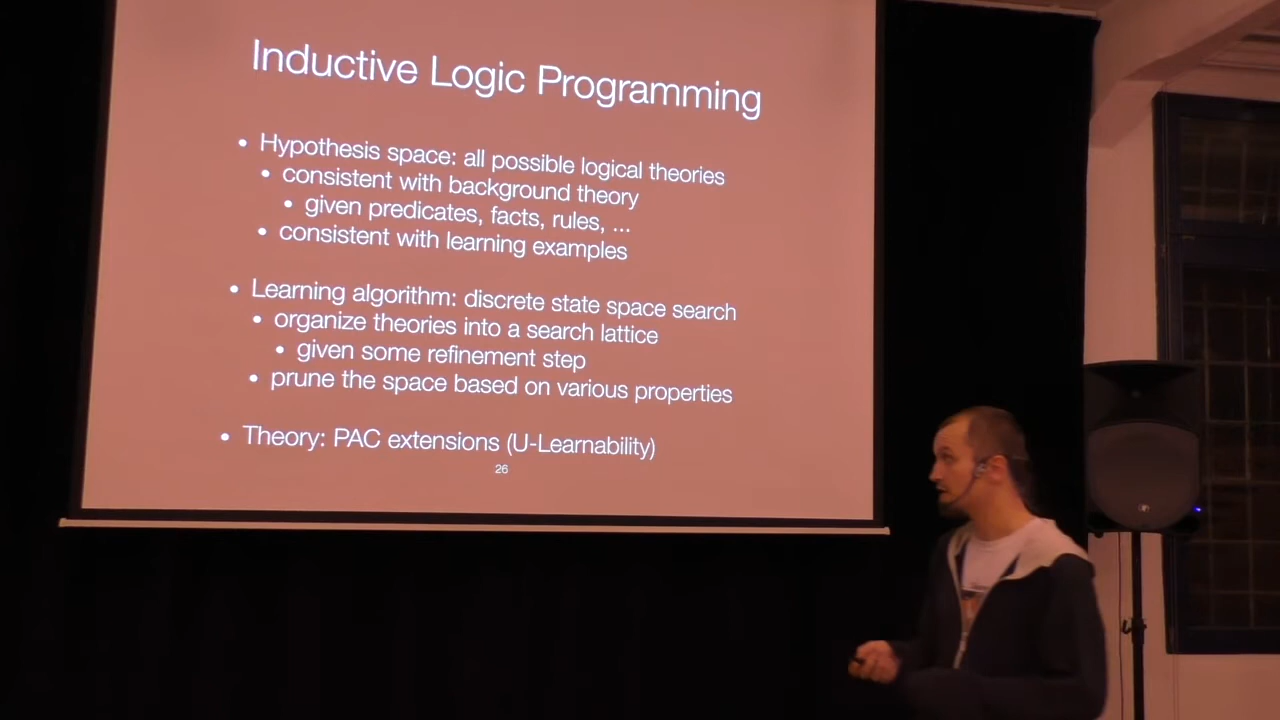 Inductive Logic Programming
• Hypothesis space: all possible logical theories
• consistent with background theory
• given predicates, facts, rules, ...
• consistent with learning examples
• Learning algorithm: discrete state space search
• organize theories into a search lattice
• given some refinement step
• prune the space based on various properties
• Theory: PAC extensions (U-Learnability)
26